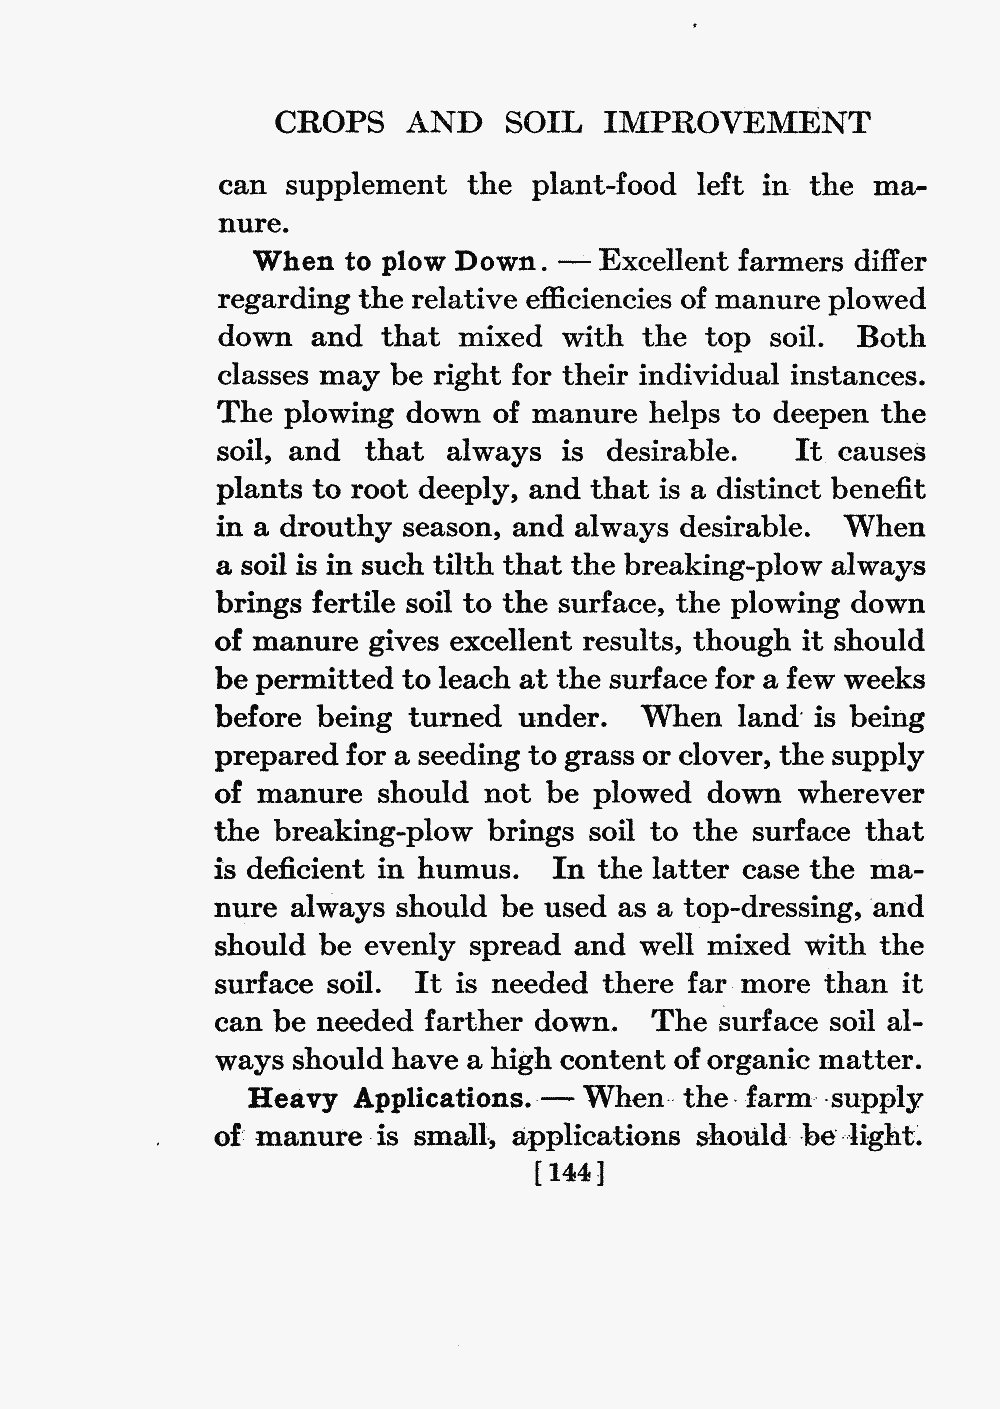 CROPS AND SOIL IMPROVEMENT
can supplement the plant-food left in the ma-
nure.
When to plow Down. — Excellent farmers differ
regarding the relative efficiencies of manure plowed
down and that mixed with the top soil. Both
classes may be right for their individual instances.
The plowing down of manure helps to deepen the
soil, and that always is desirable. It causes
plants to root deeply, and that is a distinct benefit
in a drouthy season, and always desirable. When
a soil is in such tilth that the breaking-plow always
brings fertile soil to the surface, the plowing down
of manure gives excellent results, though it should
be permitted to leach at the surface for a few weeks
before being turned under. When land is being
prepared for a seeding to grass or clover, the supply
of manure should not be plowed down wherever
the breaking-plow brings soil to the surface that
is deficient in humus. In the latter case the ma-
nure always should be used as a top-dressing, and
should be evenly spread and well mixed with the
surface soil. It is needed there far more than it
can be needed farther down. The surface soil al-
ways should have a high content of organic matter.
Heavy Applications. — When the farm supply
of manure is small, applications should be light.
[144]